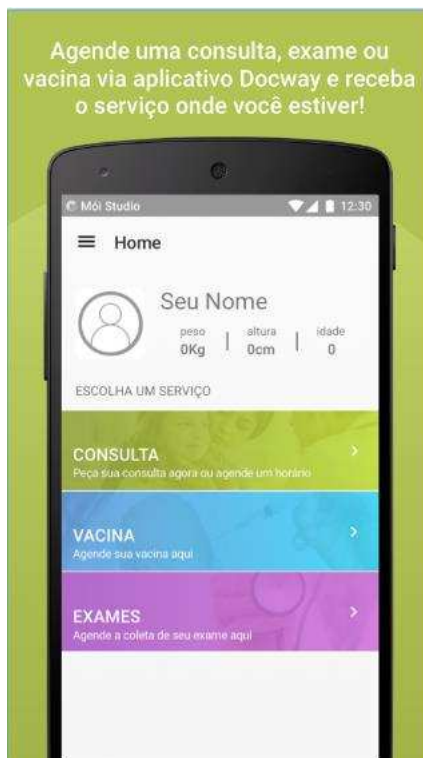 Agende uma consulta, exame ou
vacina via aplicativo Docway e receba
o serviço onde você estiver!
Mói Studio
12:30
Home
Seu Nome
peso altura idade
0Kg 0cm 0
ESCOLHA UM SERVIÇO
CONSULTA
Peça sua consulta agora ou agende um horário
VACINA
Agende sua vacina aqui
EXAMES
Agende a coleta de seu exame aqui